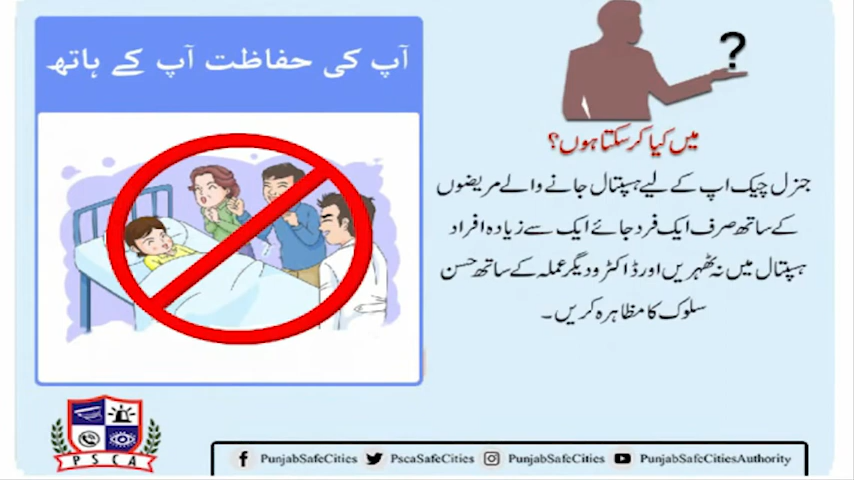 آپ کی حفاظت آپ کے ہاتھ
?
میں کیا کر سکتا ہوں؟
جنرل چیک اپ کے لیے ہسپتال جانے والے مریضوں
کے ساتھ صرف ایک فرد جائے ایک سے زیادہ افراد
ہسپتال میں نہ ٹھہریں اور ڈاکٹر و دیگر عملہ کے ساتھ حسن
سلوک کا مظاہرہ کریں۔
PSCA
PunjabSafeCities PscaSafeCities PunjabSafeCities PunjabSafeCitiesAuthority